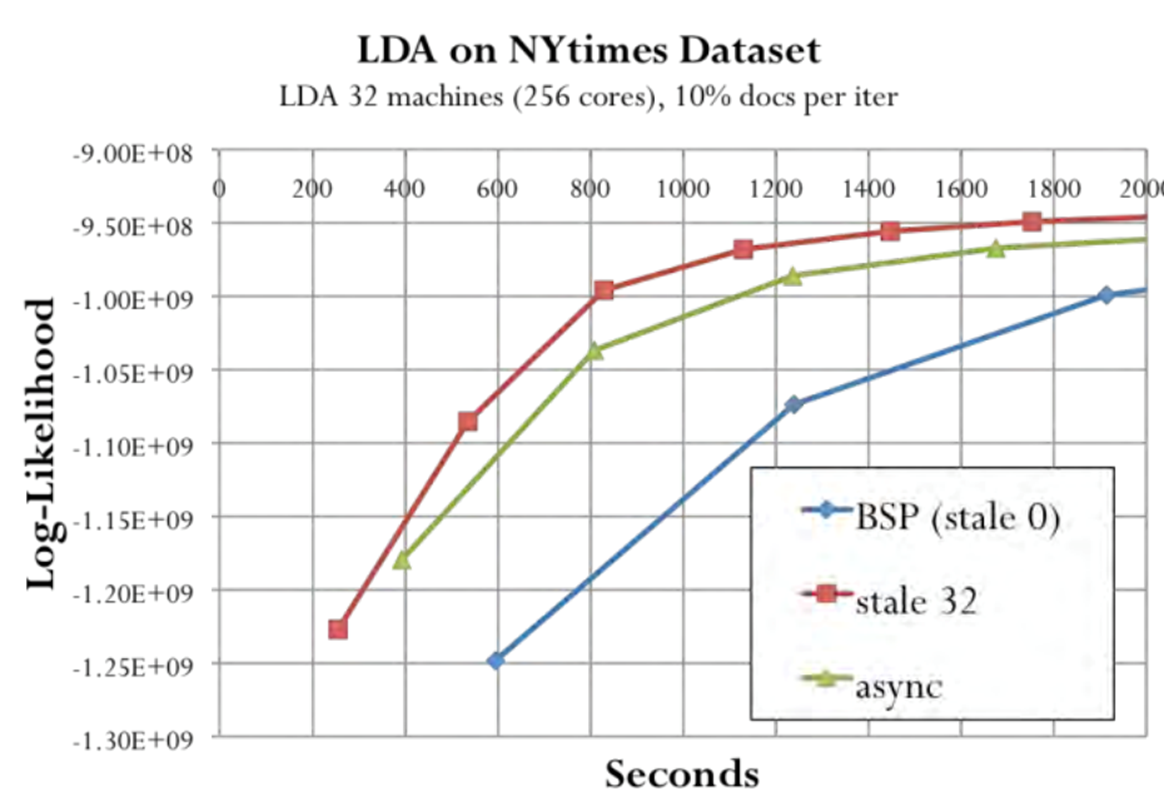 LDA on NYtimes Dataset
LDA 32 machines (256 cores), 10% docs per iter
-9.00E+08
0 200 400 600 800 1000 1200 1400 1600 1800 2000
-9.50E+08
-1.00E+09
-1.05E+09
-1.10E+09
-1.15E+09
-1.20E+09
-1.25E+09
-1.30E+09
Log-Likelihood
BSP (stale 0)
stale 32
async
Seconds